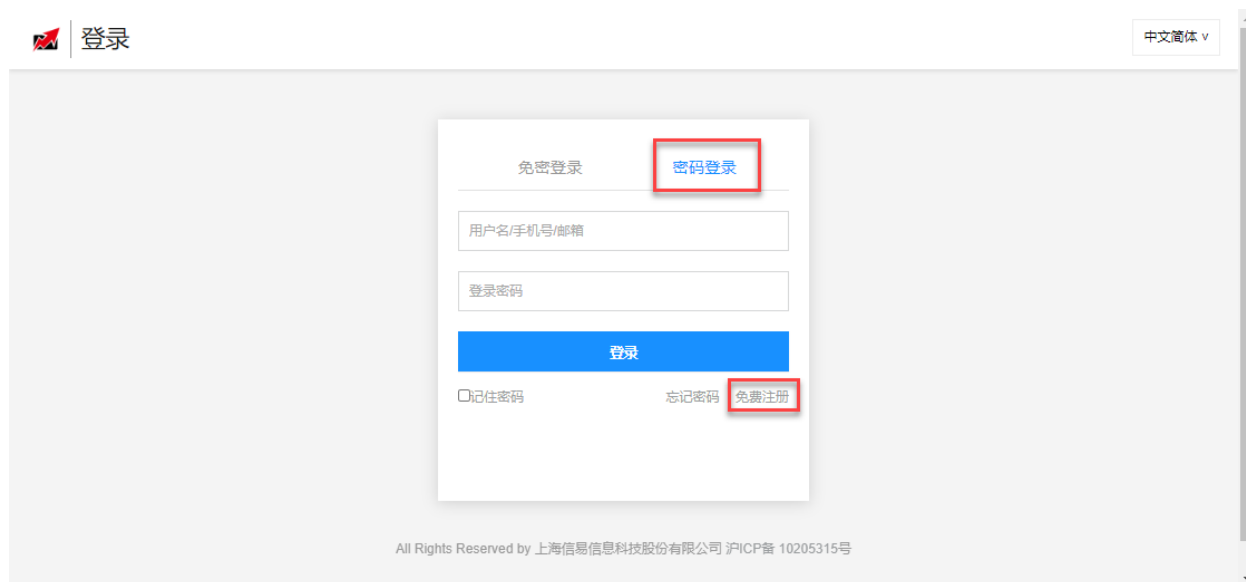 登录
中文简体 ∨
免密登录 密码登录
用户名/手机号/邮箱
登录密码
登录
记住密码 忘记密码 免费注册
All Rights Reserved by 上海信易信息科技股份有限公司 沪ICP备 10205315号